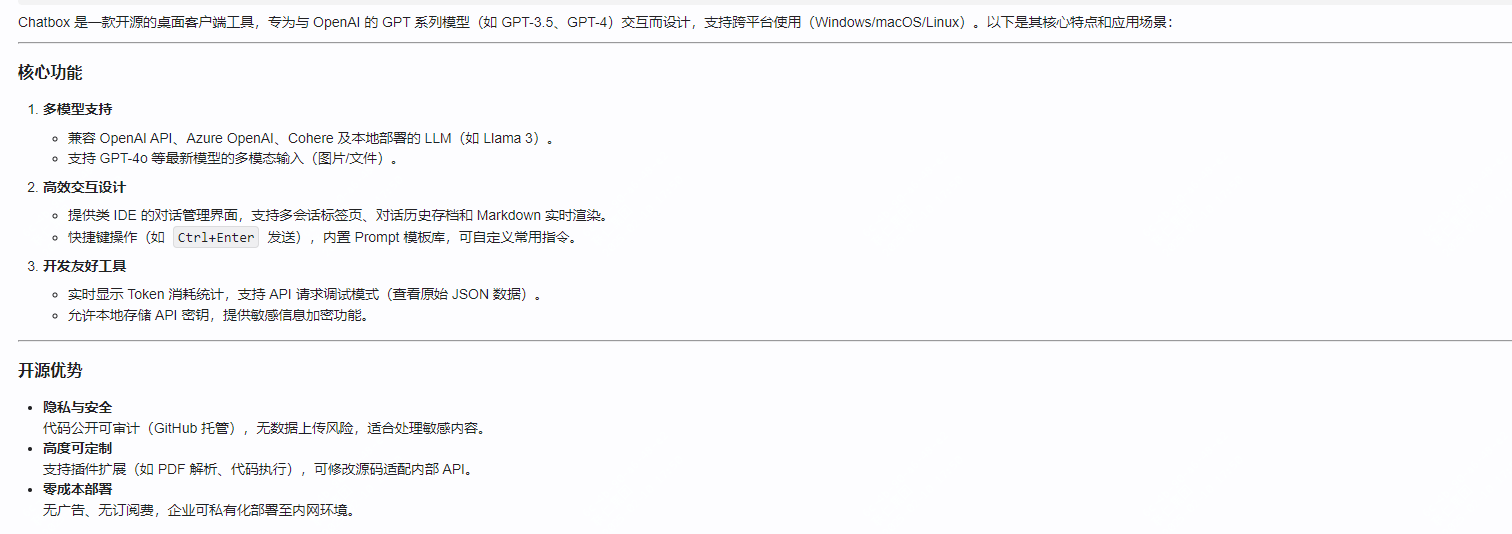 Chatbox 是一款开源的桌面客户端工具，专为与 OpenAI 的 GPT 系列模型（如 GPT-3.5、GPT-4）交互而设计，支持跨平台使用（Windows/macOS/Linux）。以下是其核心特点和应用场景：
核心功能
1. 多模型支持
兼容 OpenAI API、Azure OpenAI、Cohere 及本地部署的 LLM（如 Llama 3）。
支持 GPT-4o 等最新模型的多模态输入（图片/文件）。
2. 高效交互设计
提供类 IDE 的对话管理界面，支持多会话标签页、对话历史存档和 Markdown 实时渲染。
快捷键操作（如 Ctrl+Enter 发送），内置 Prompt 模板库，可自定义常用指令。
3. 开发友好工具
实时显示 Token 消耗统计，支持 API 请求调试模式（查看原始 JSON 数据）。
允许本地存储 API 密钥，提供敏感信息加密功能。
开源优势
隐私与安全
代码公开可审计（GitHub 托管），无数据上传风险，适合处理敏感内容。
高度可定制
支持插件扩展（如 PDF 解析、代码执行），可修改源码适配内部 API。
零成本部署
无广告、无订阅费，企业可私有化部署至内网环境。